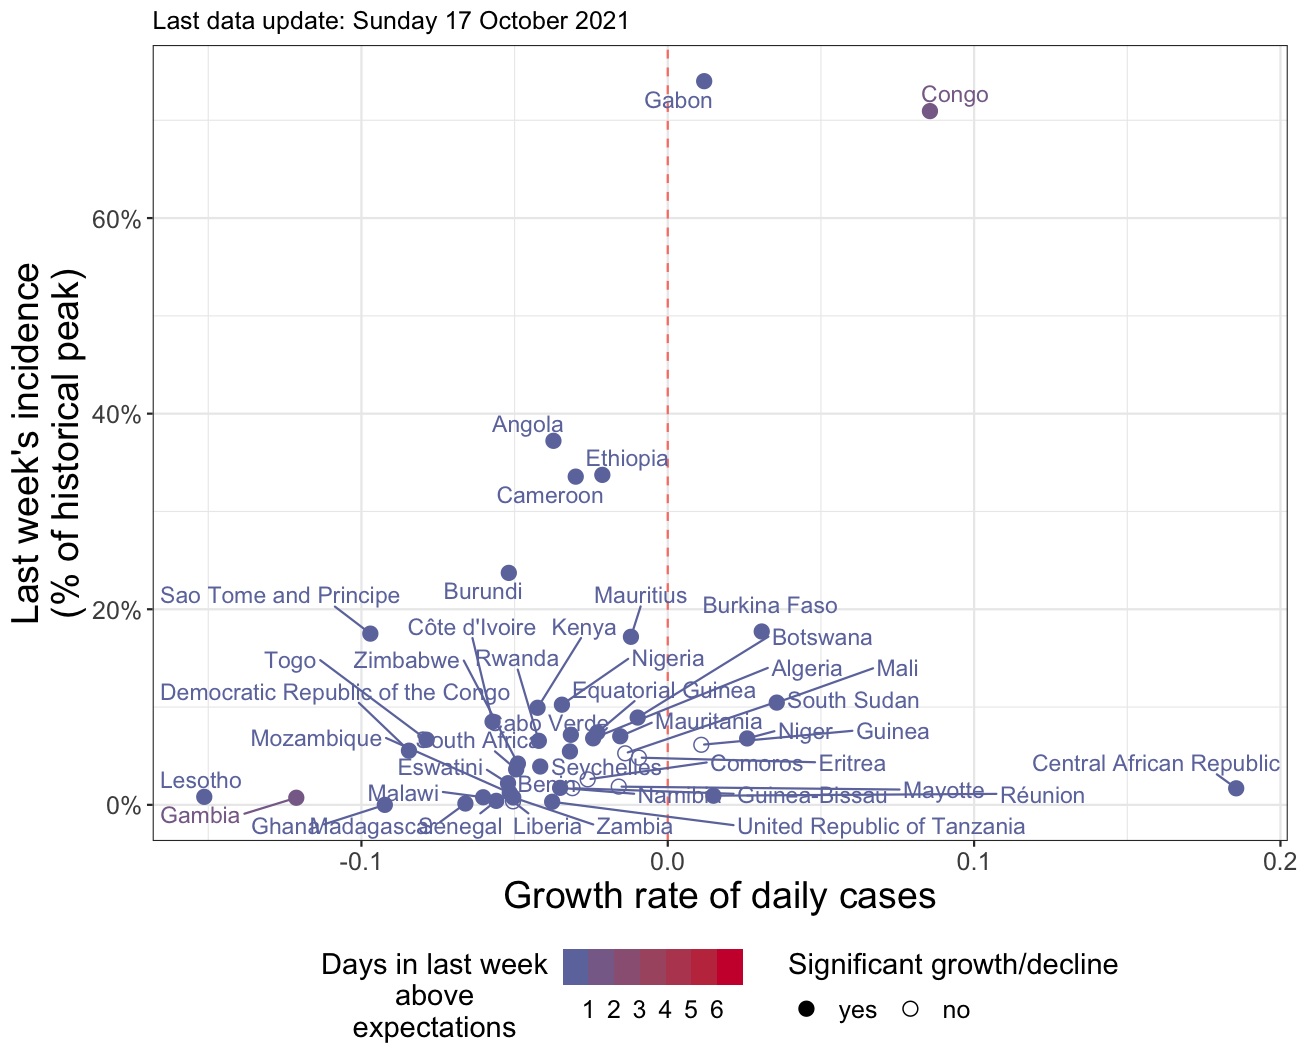 Last data update: Sunday 17 October 2021
Last week's incidence
(% of historical peak)
60%
40%
20%
0%
Gabon
Congo
Angola
Ethiopia
Cameroon
Burundi
Sao Tome and Principe
Mauritius
Burkina Faso
Côte d'Ivoire
Kenya
Botswana
Togo
Zimbabwe
Rwanda
Nigeria
Algeria
Mali
Democratic Republic of the Congo
Equatorial Guinea
South Sudan
Cabo Verde
Mauritania
Mozambique
South Africa
Niger
Guinea
Eswatini
Seychelles
Comoros
Eritrea
Central African Republic
Lesotho
Benin
Malawi
Namibia
Guinea-Bissau
Mayotte
Réunion
Gambia
Ghana
Madagascar
Senegal
Liberia
Zambia
United Republic of Tanzania
-0.1
0.0
0.1
0.2
Growth rate of daily cases
Days in last week
above
expectations
1 2 3 4 5 6
Significant growth/decline
yes
no